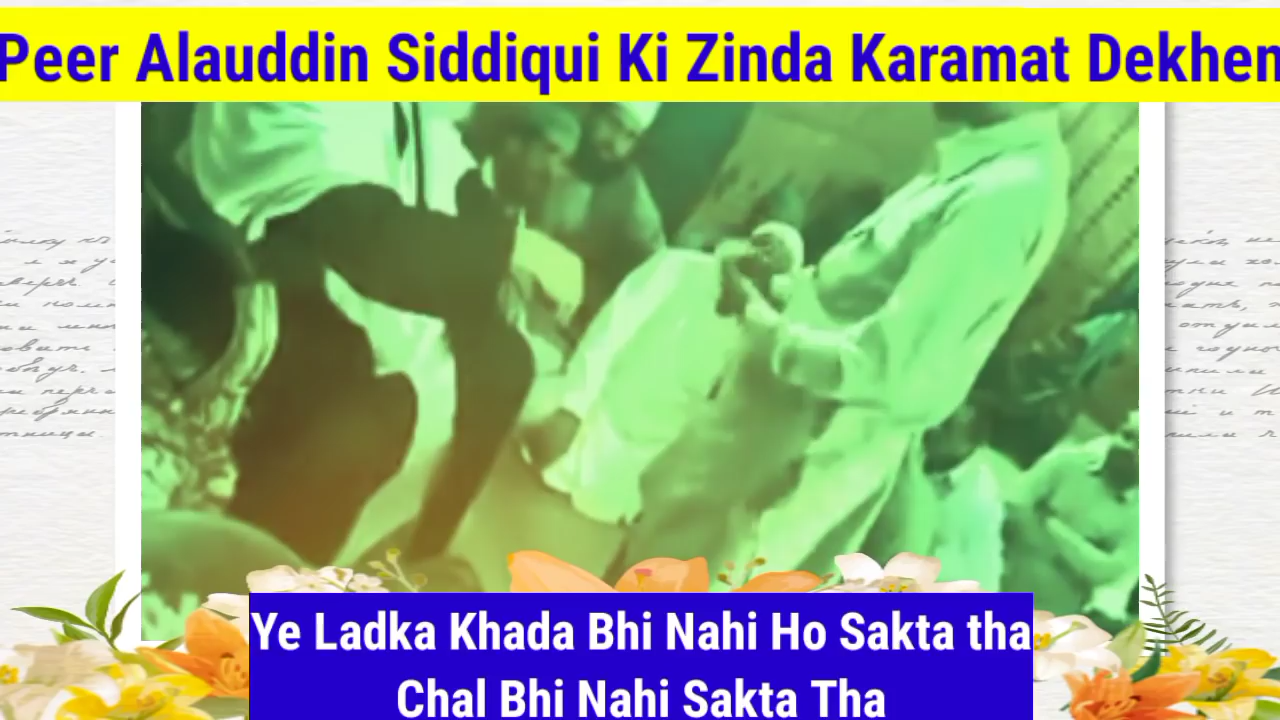 Peer Alauddin Siddiqui Ki Zinda Karamat Dekhen
Ye Ladka Khada Bhi Nahi Ho Sakta tha
Chal Bhi Nahi Sakta Tha